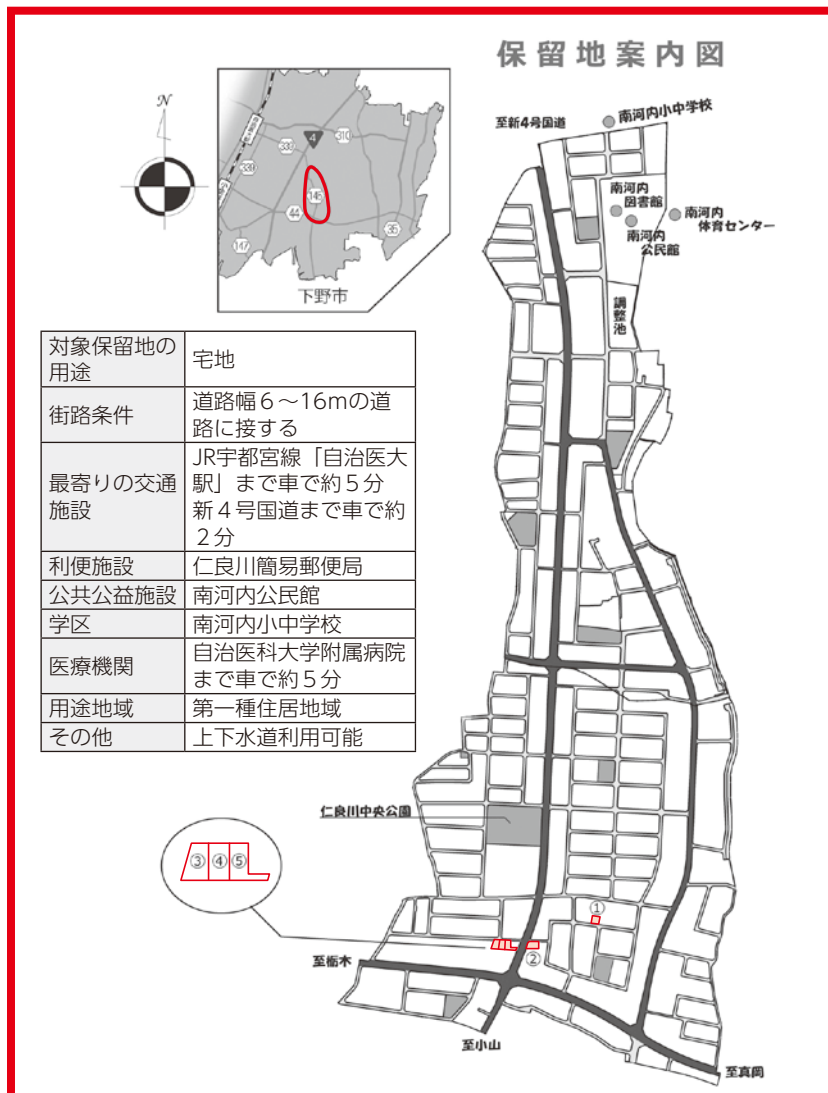 保留地案内図
N
4
310
333
339
145
44
35
147
下野市
至新4号国道
南河内小中学校
南河内
図書館
南河内
体育センター
南河内
公民館
調整池
対象保留地の
用途
宅地
街路条件
道路幅6〜16mの道
路に接する
最寄りの交通
施設
JR宇都宮線「自治医大
駅」まで車で約5分
新4号国道まで車で約
2分
利便施設
仁良川簡易郵便局
公共公益施設
南河内公民館
学区
南河内小中学校
医療機関
自治医科大学附属病院
まで車で約5分
用途地域
第一種住居地域
その他
上下水道利用可能
仁良川中央公園
③
④
⑤
①
②
至栃木
至小山
至真岡